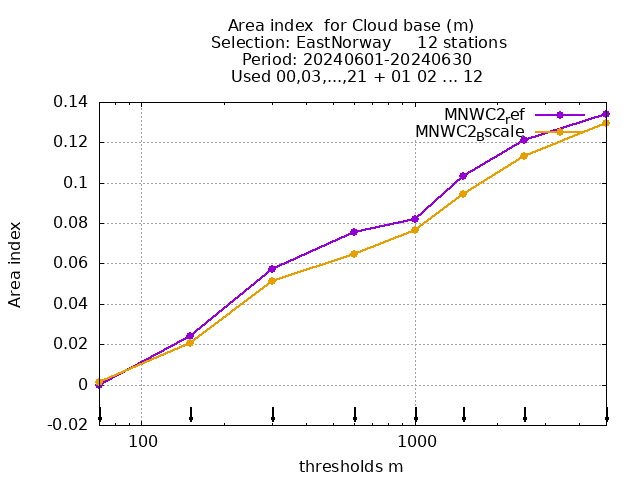 Area index  for Cloud base (m)
Selection: EastNorway     12 stations
Period: 20240601-20240630
Used 00,03,...,21 + 01 02 ... 12
0.14
0.12
0.1
0.08
0.06
0.04
0.02
0
-0.02
Area index
MNWC2ref
MNWC2Bscale
100
1000
thresholds m